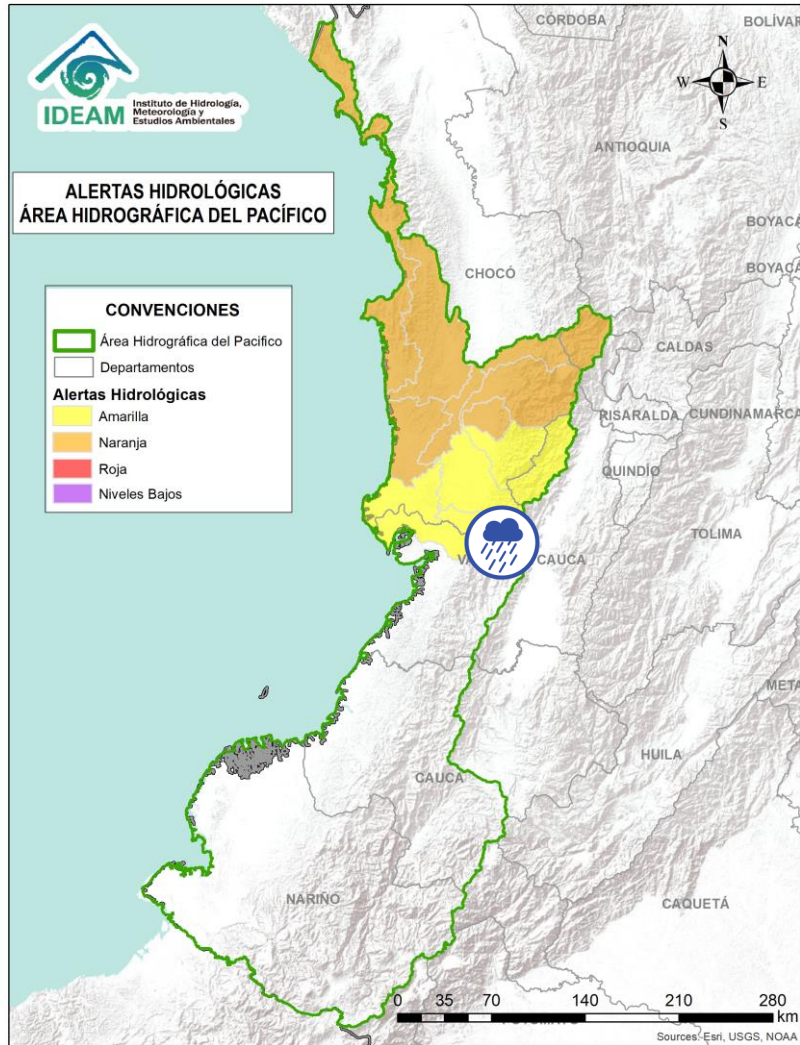 IDEAM
Instituto de Hidrología,
Meteorología y
Estudios Ambientales
CÓRDOBA
BOLÍVAR
N
W
E
S
ANTIOQUIA
ALERTAS HIDROLÓGICAS
ÁREA HIDROGRÁFICA DEL PACÍFICO
BOYACÁ
CHOCÓ
BOYACÁ
CONVENCIONES
Área Hidrográfica del Pacifico
Departamentos
Alertas Hidrológicas
Amarilla
Naranja
Roja
Niveles Bajos
CALDAS
RISARALDA
CUNDINAMARCA
QUINDÍO
TOLIMA
CAUCA
META
HUILA
CAUCA
NARIÑO
CAQUETÁ
0 35 70 140 210 280
km
Sources: Esri, USGS, NOAA